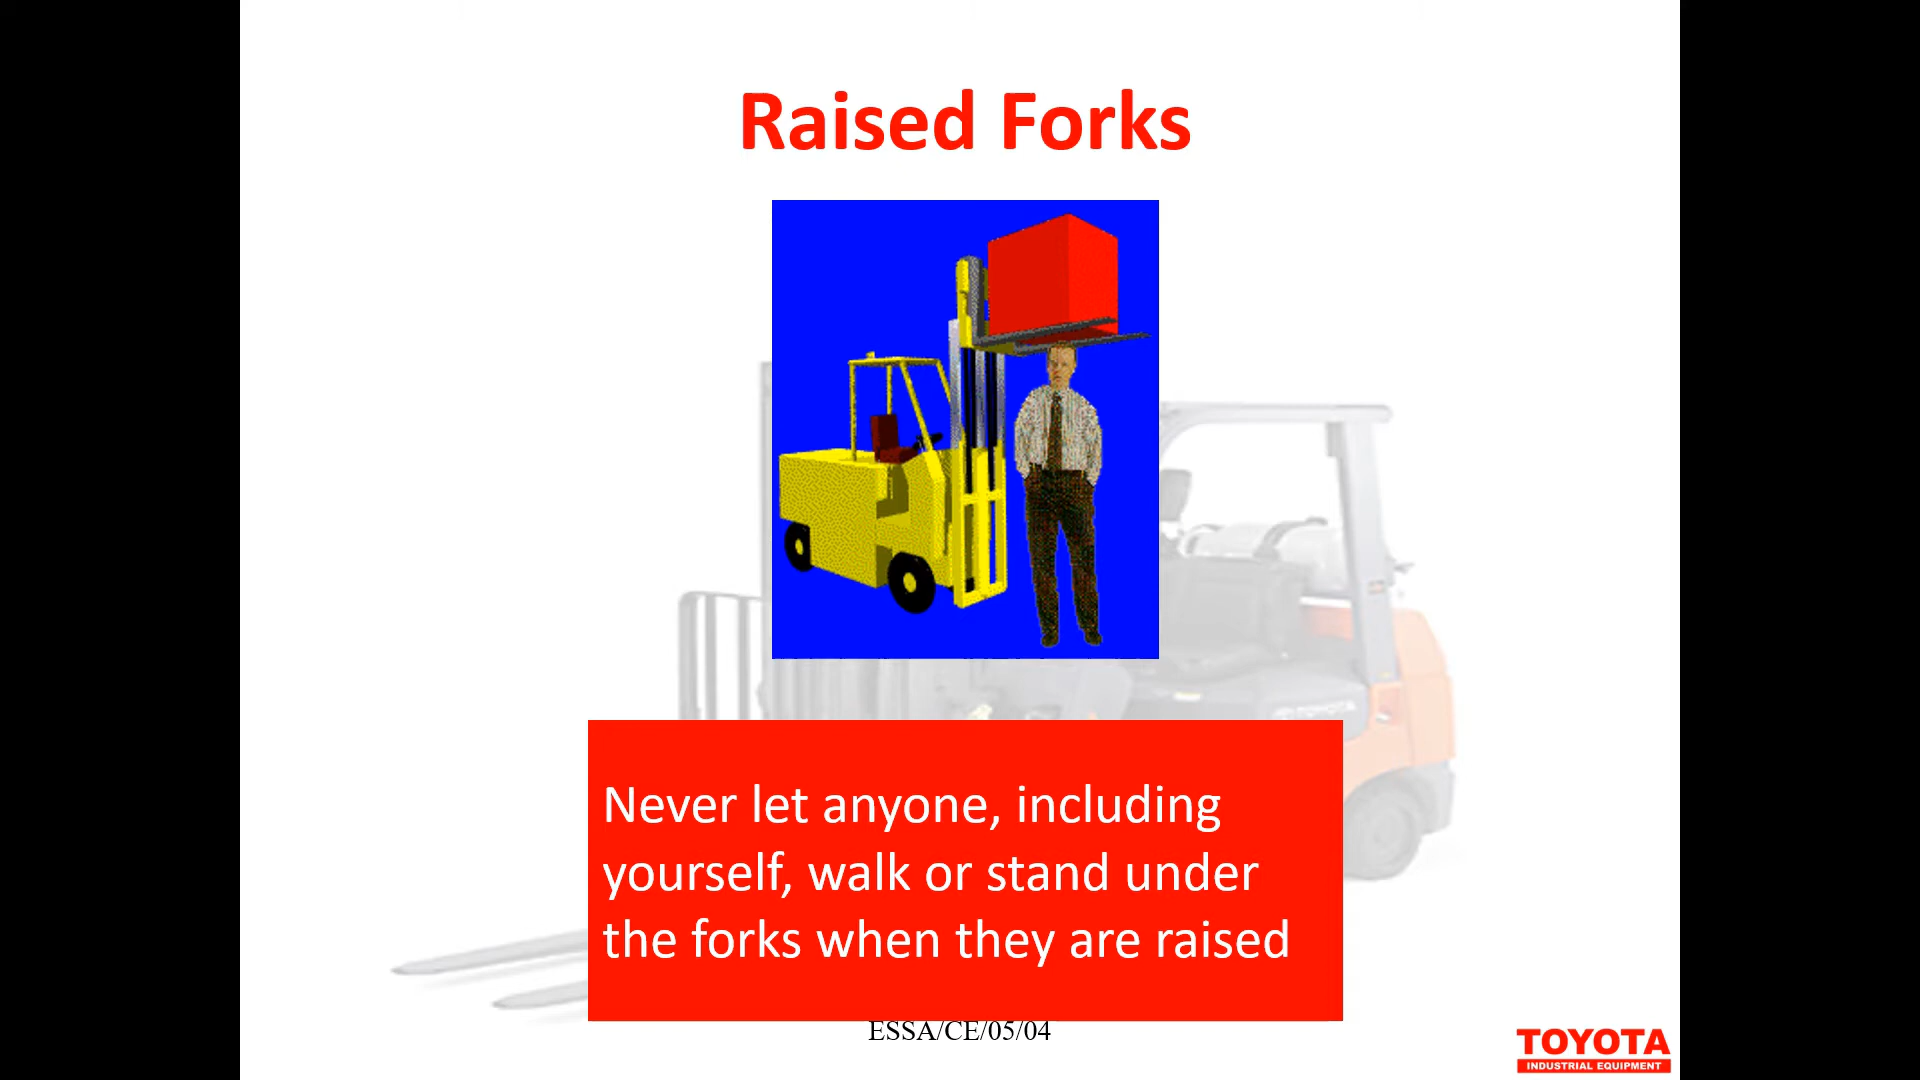 Raised Forks
Never let anyone, including
yourself, walk or stand under
the forks when they are raised
ESSA/CE/05/04
TOYOTA
INDUSTRIAL EQUIPMENT